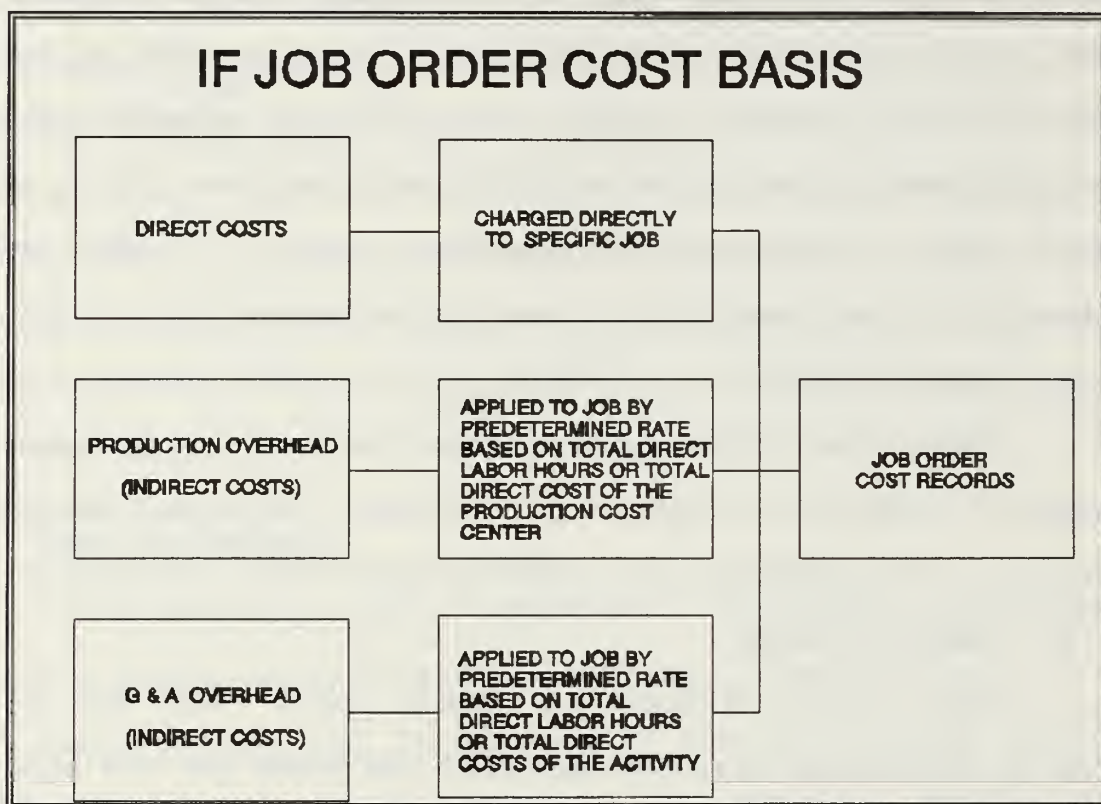 IF JOB ORDER COST BASIS
DIRECT COSTS
CHARGED DIRECTLY
TO SPECIFIC JOB
PRODUCTION OVERHEAD
(INDIRECT COSTS)
APPLIED TO JOB BY
PREDETERMINED RATE
BASED ON TOTAL DIRECT
LABOR HOURS OR TOTAL
DIRECT COST OF THE
PRODUCTION COST
CENTER
JOB ORDER
COST RECORDS
G & A OVERHEAD
(INDIRECT COSTS)
APPLIED TO JOB BY
PREDETERMINED RATE
BASED ON TOTAL
DIRECT LABOR HOURS
OR TOTAL DIRECT
COSTS OF THE ACTIVITY